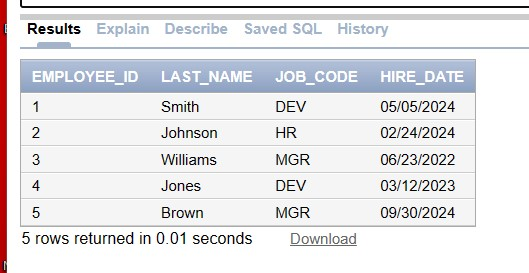 Results Explain Describe Saved SQL History
EMPLOYEE_ID LAST_NAME JOB_CODE HIRE_DATE
1 Smith DEV 05/05/2024
2 Johnson HR 02/24/2024
3 Williams MGR 06/23/2022
4 Jones DEV 03/12/2023
5 Brown MGR 09/30/2024
5 rows returned in 0.01 seconds Download